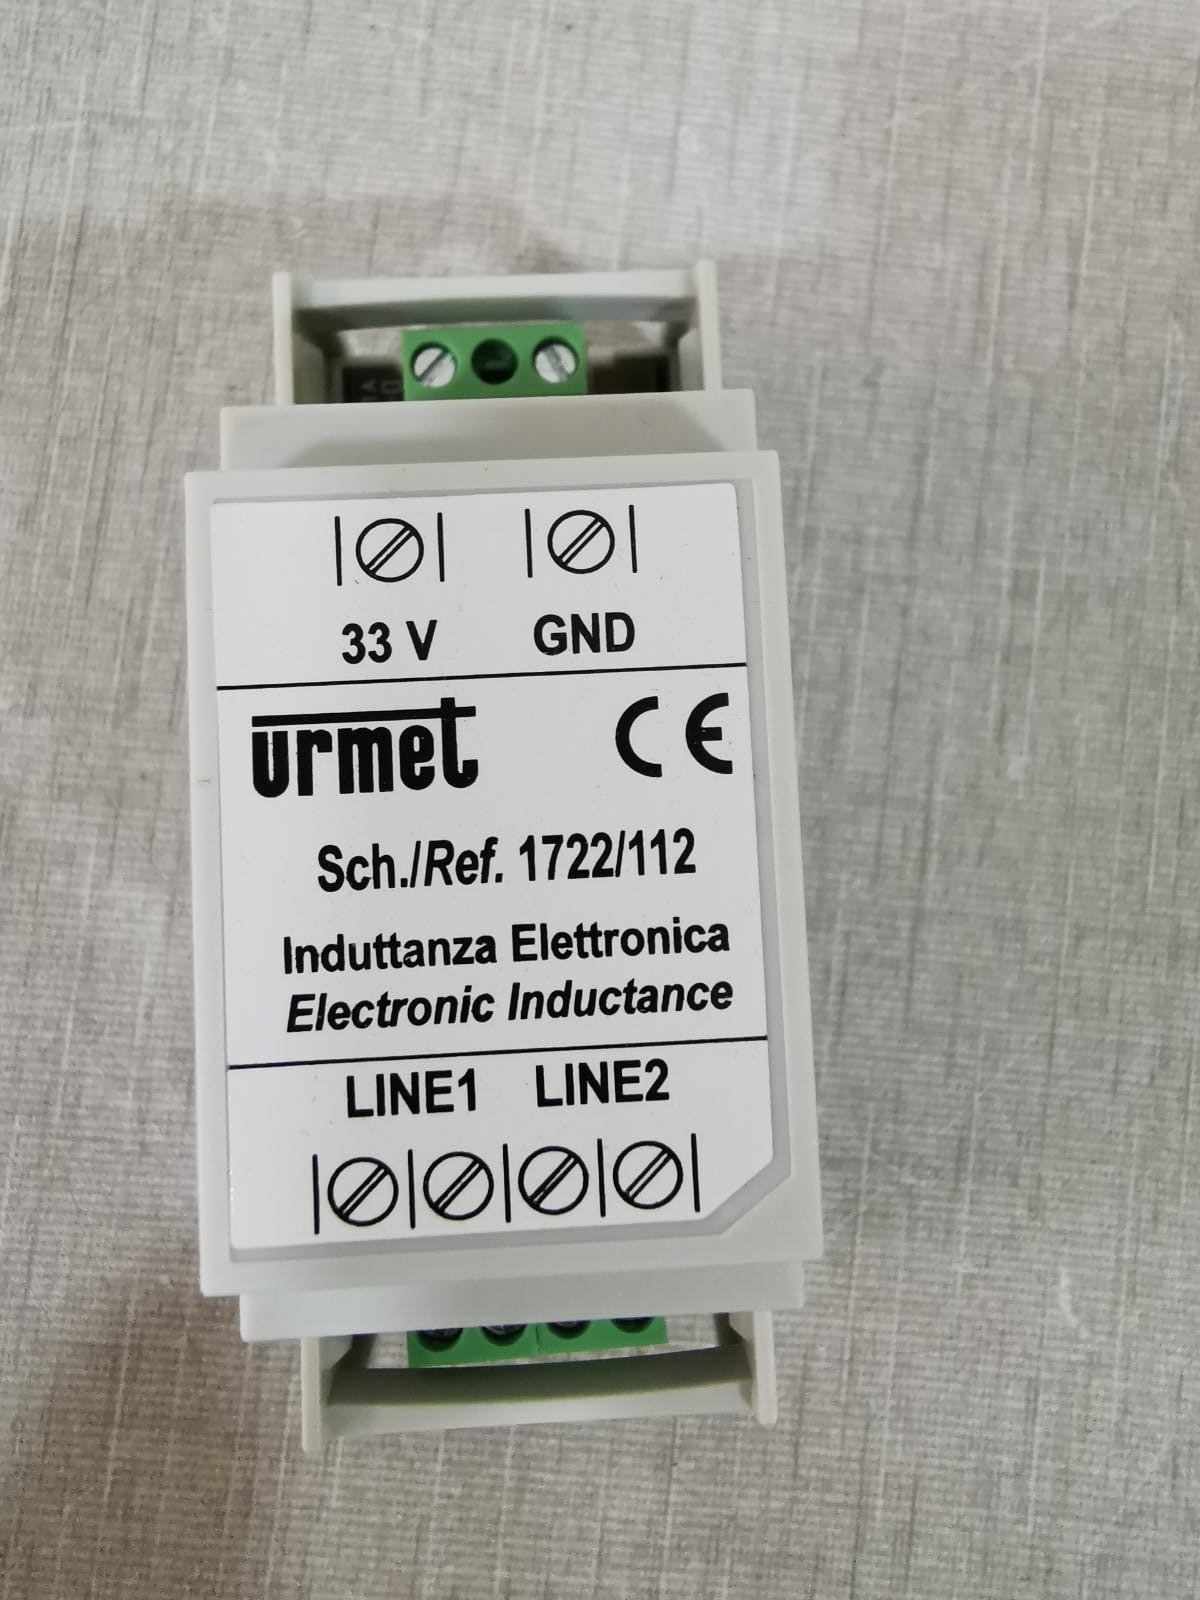 33 V GND
urmet CE
Sch./Ref. 1722/112
Induttanza Elettronica
Electronic Inductance
LINE1 LINE2